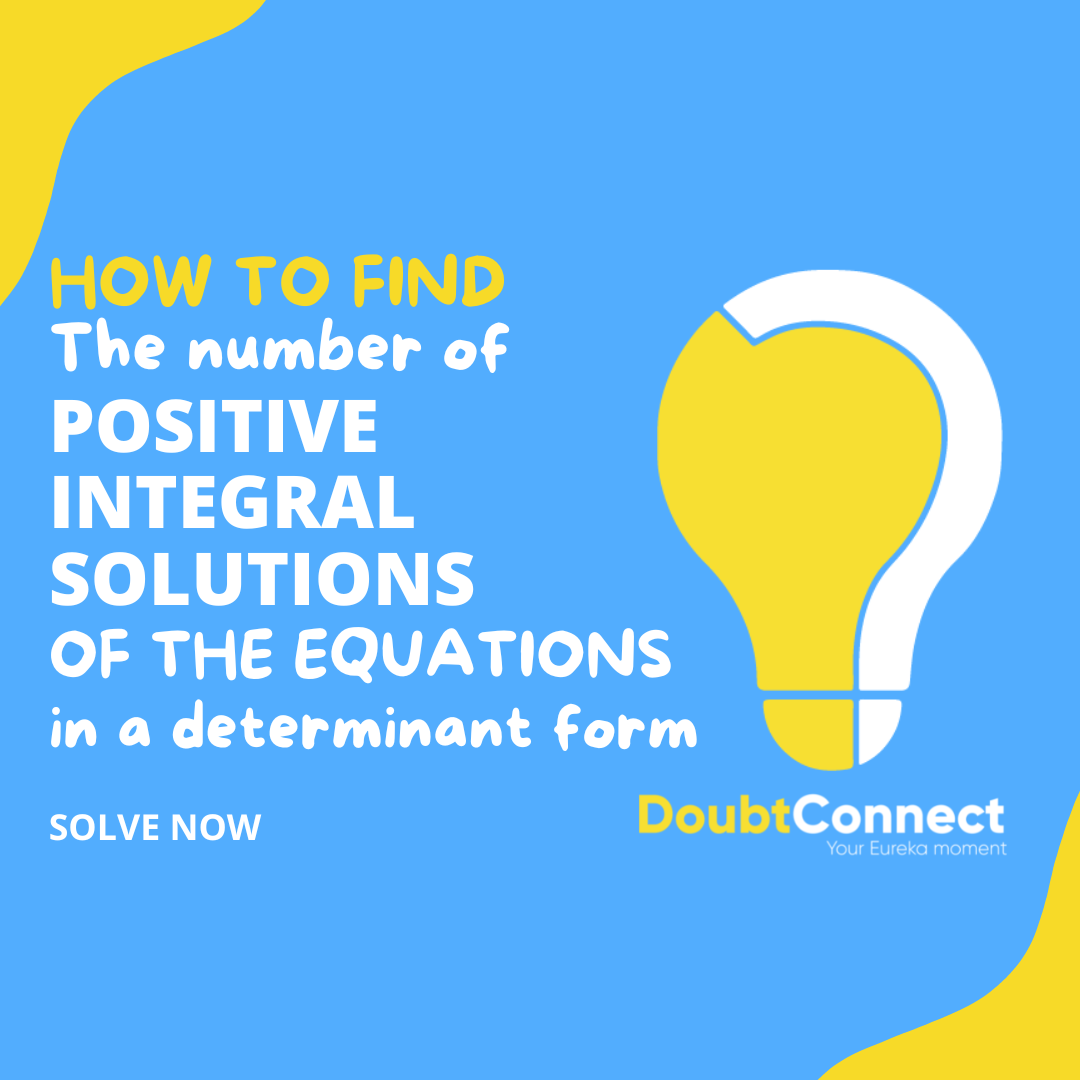 HOW TO FIND
The number of
POSITIVE
INTEGRAL
SOLUTIONS
OF THE EQUATIONS
in a determinant form
SOLVE NOW
DoubtConnect
Your Eureka moment